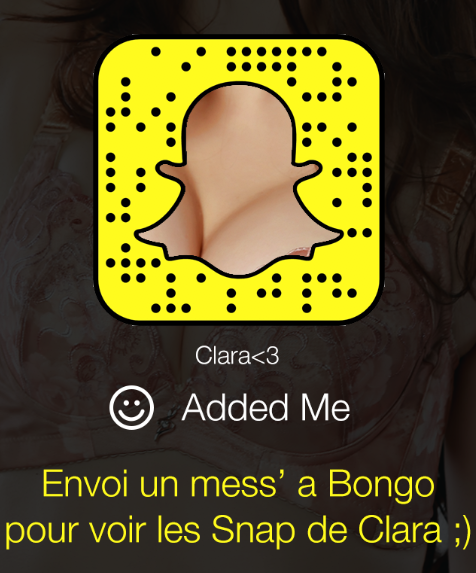 Clara<3
Added Me
Envoi un mess’ a Bongo
pour voir les Snap de Clara ;)